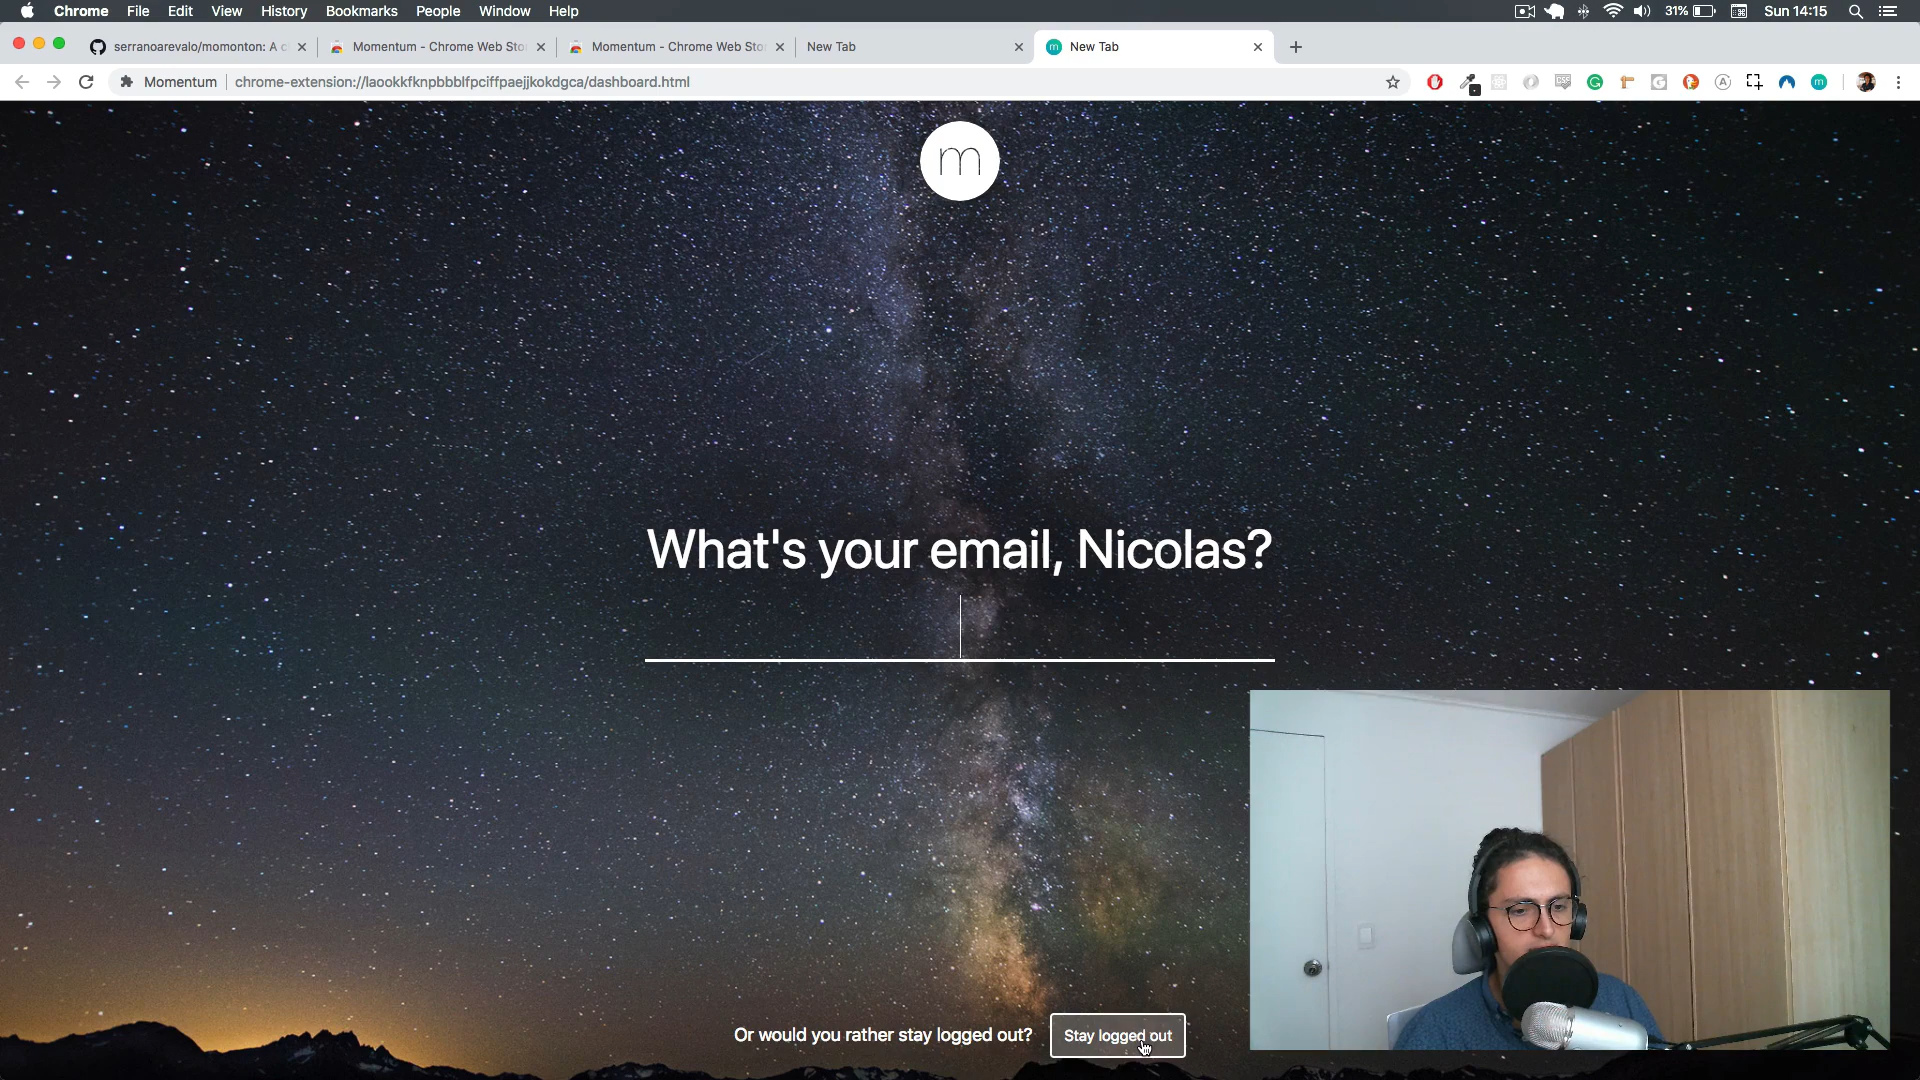 Chrome File Edit View History Bookmarks People Window Help 31% Sun 14:15
serranoarevalo/momonton: A c Momentum - Chrome Web Sto Momentum - Chrome Web Sto New Tab New Tab
Momentum chrome-extension://laookkfknpbbblfpciffpaejjkokdgca/dashboard.html
m
What's your email, Nicolas?
Or would you rather stay logged out? Stay logged out